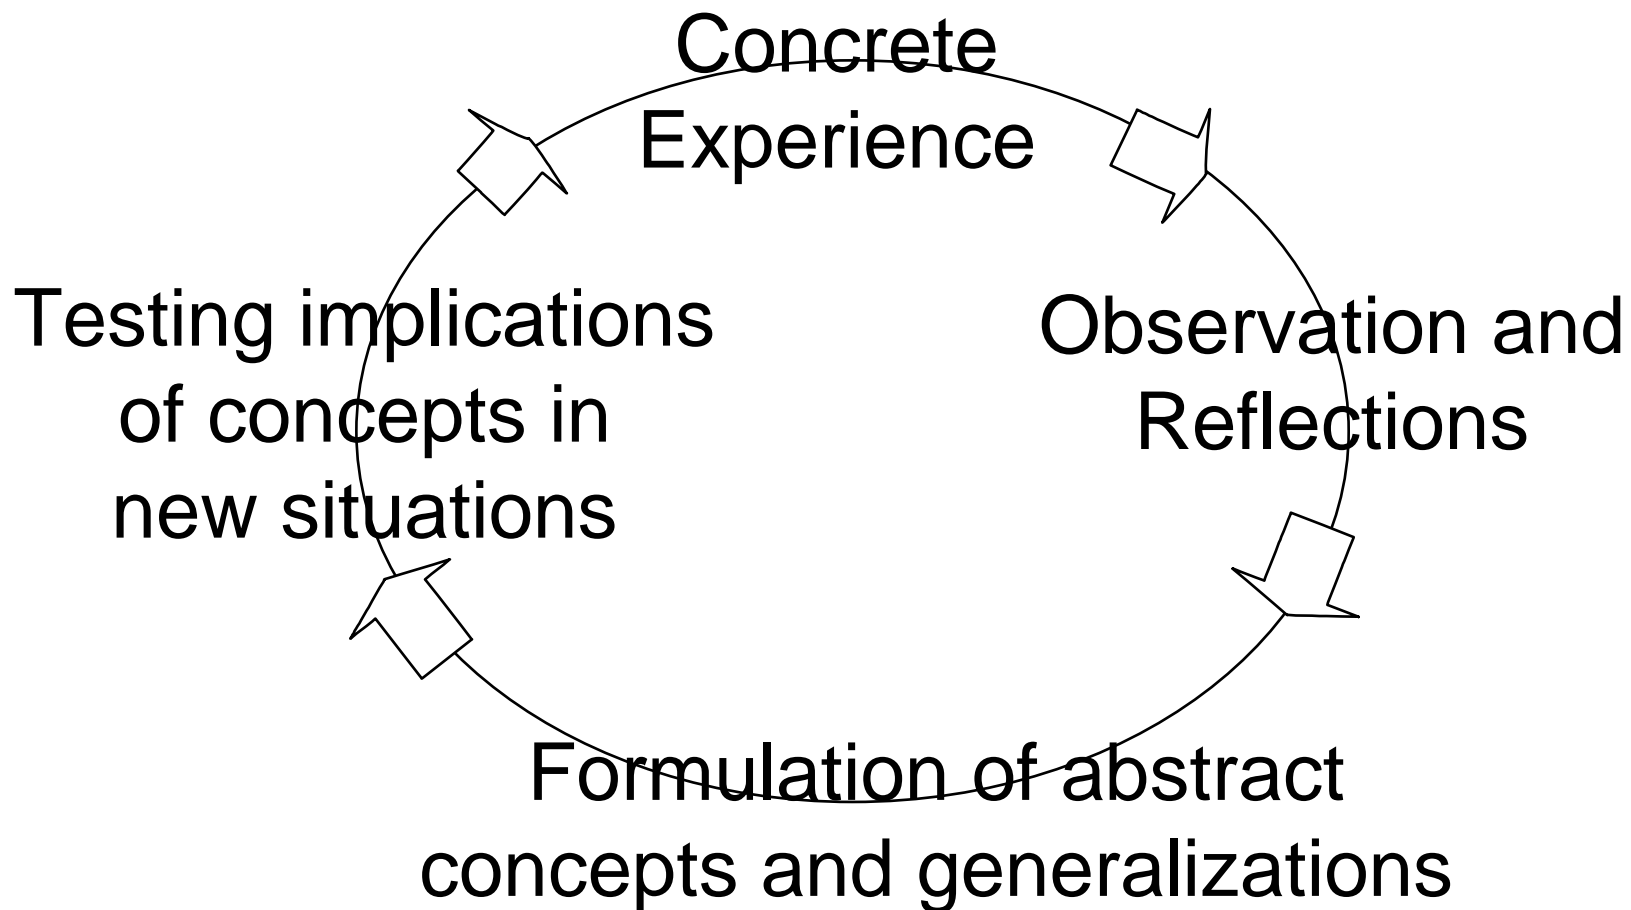 Concrete
Experience
Observation and
Reflections
Formulation of abstract
concepts and generalizations
Testing implications
of concepts in
new situations